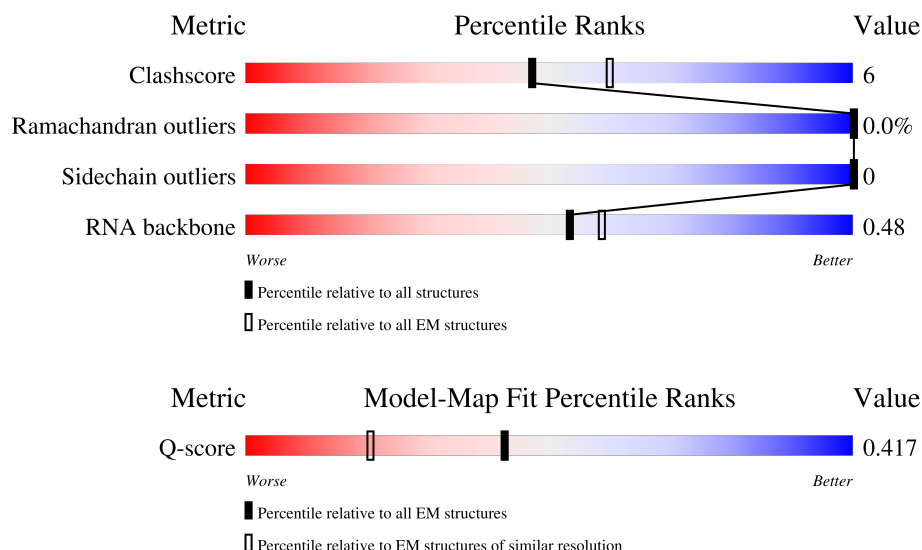 Metric Percentile Ranks Value
Clashscore 6
Ramachandran outliers 0.0%
Sidechain outliers 0
RNA backbone 0.48
Worse Better
Percentile relative to all structures
Percentile relative to all EM structures
Metric Model-Map Fit Percentile Ranks Value
Q-score 0.417
Worse Better
Percentile relative to all EM structures
Percentile relative to EM structures of similar resolution